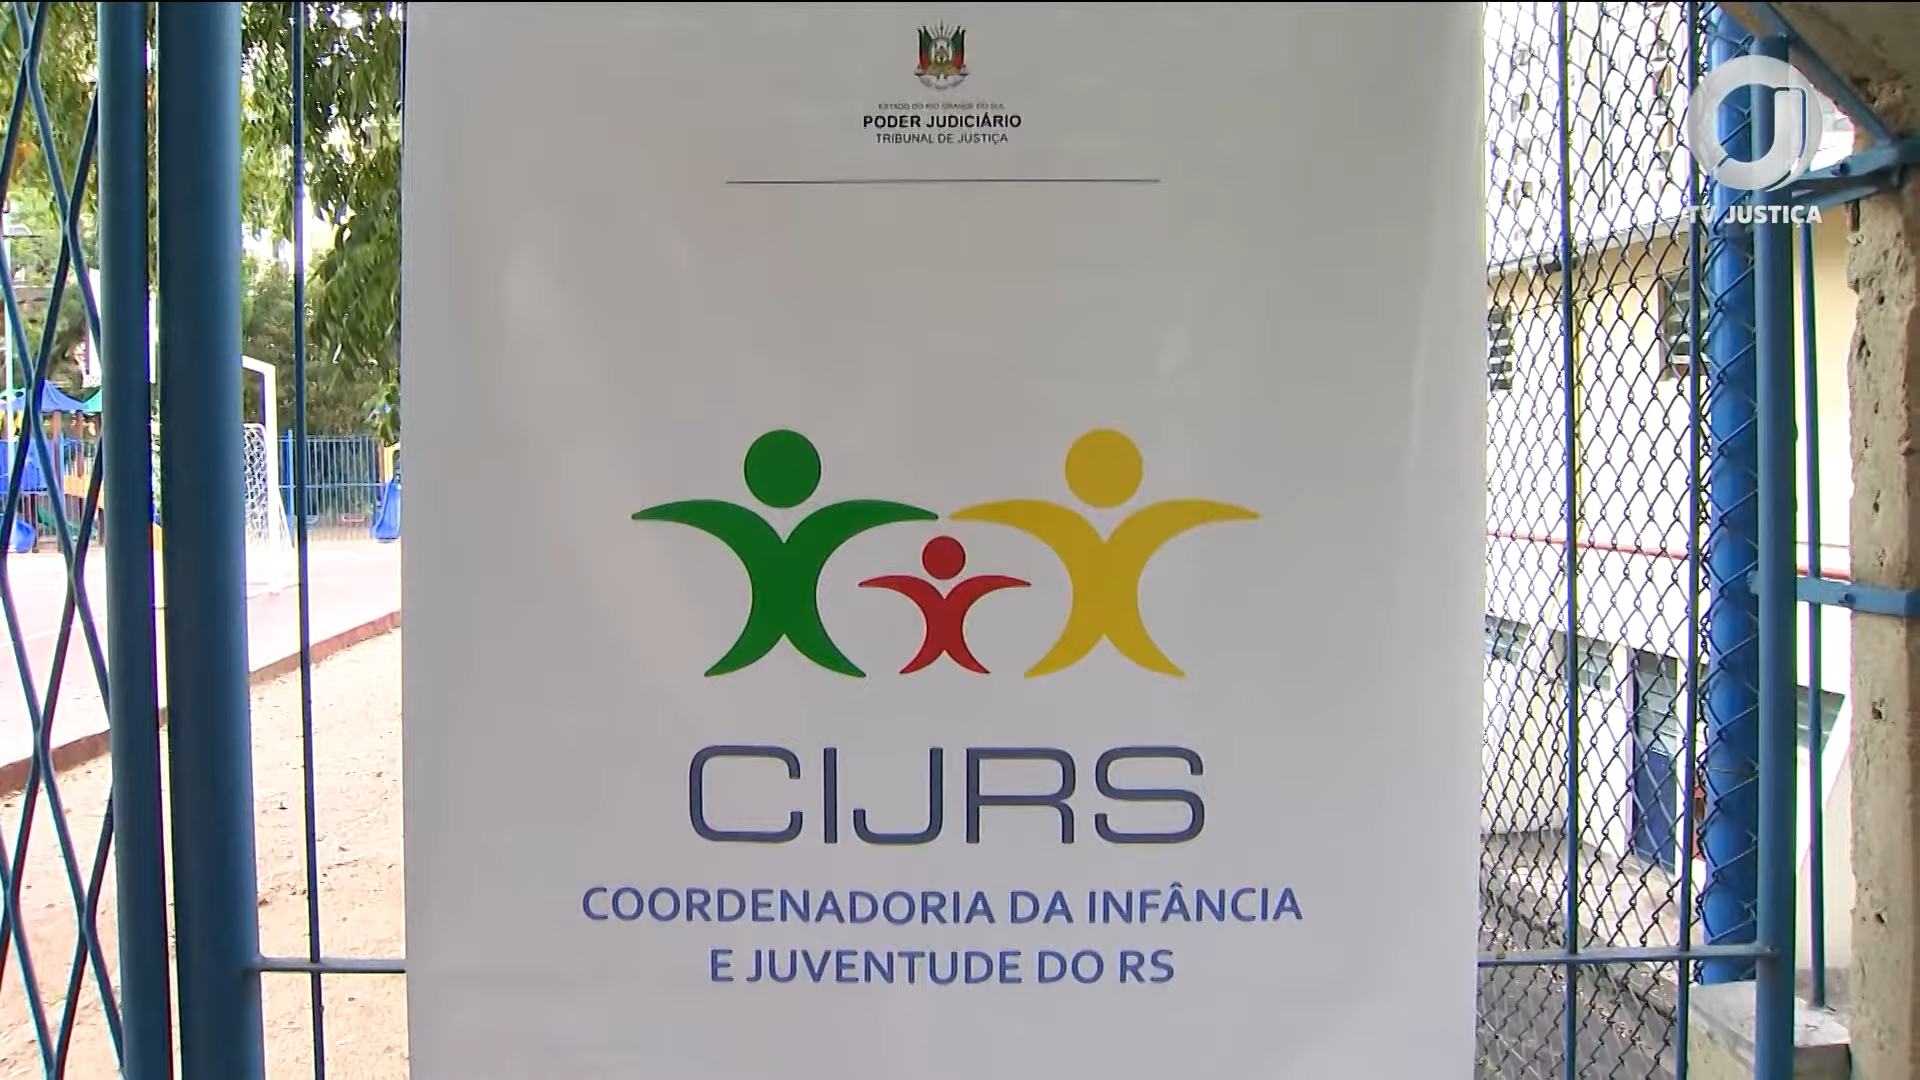 ESTADO DO RIO GRANDE DO SUL
PODER JUDICIÁRIO
TRIBUNAL DE JUSTIÇA
TV JUSTIÇA
CIJRS
COORDENADORIA DA INFÂNCIA
E JUVENTUDE DO RS